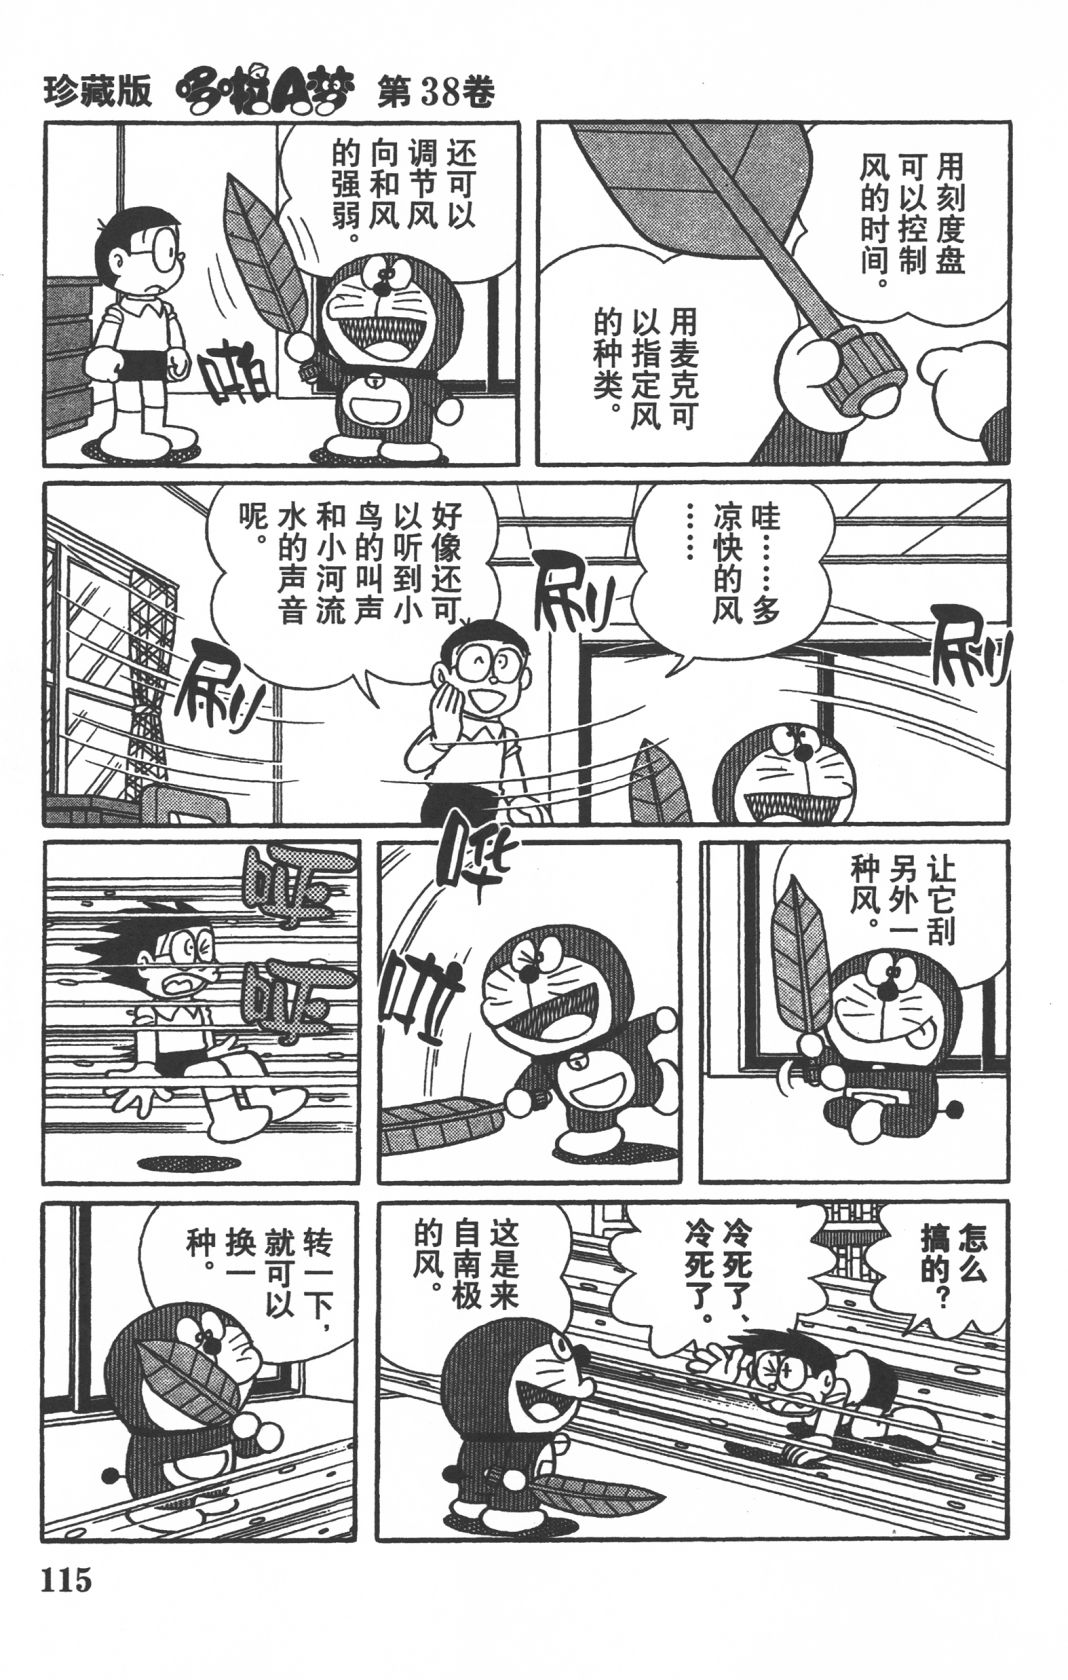 珍藏版 哆啦A梦 第38卷
用刻度盘
可以控制
风的时间。
用麦克可
以指定风
的种类。
还可以
调节风
向和风
的强弱。
啪
哇……多
凉快的风
……
好像还可
以听到小
鸟的叫声
和小河流
水的声音
呢。
刷
刷
刷
让它刮
另外一
种风。
哗
呼
呼
怎么
搞的?
冷死了、
冷死了。
这是来
自南极
的风。
转一下,
就可以
换一
种。
115